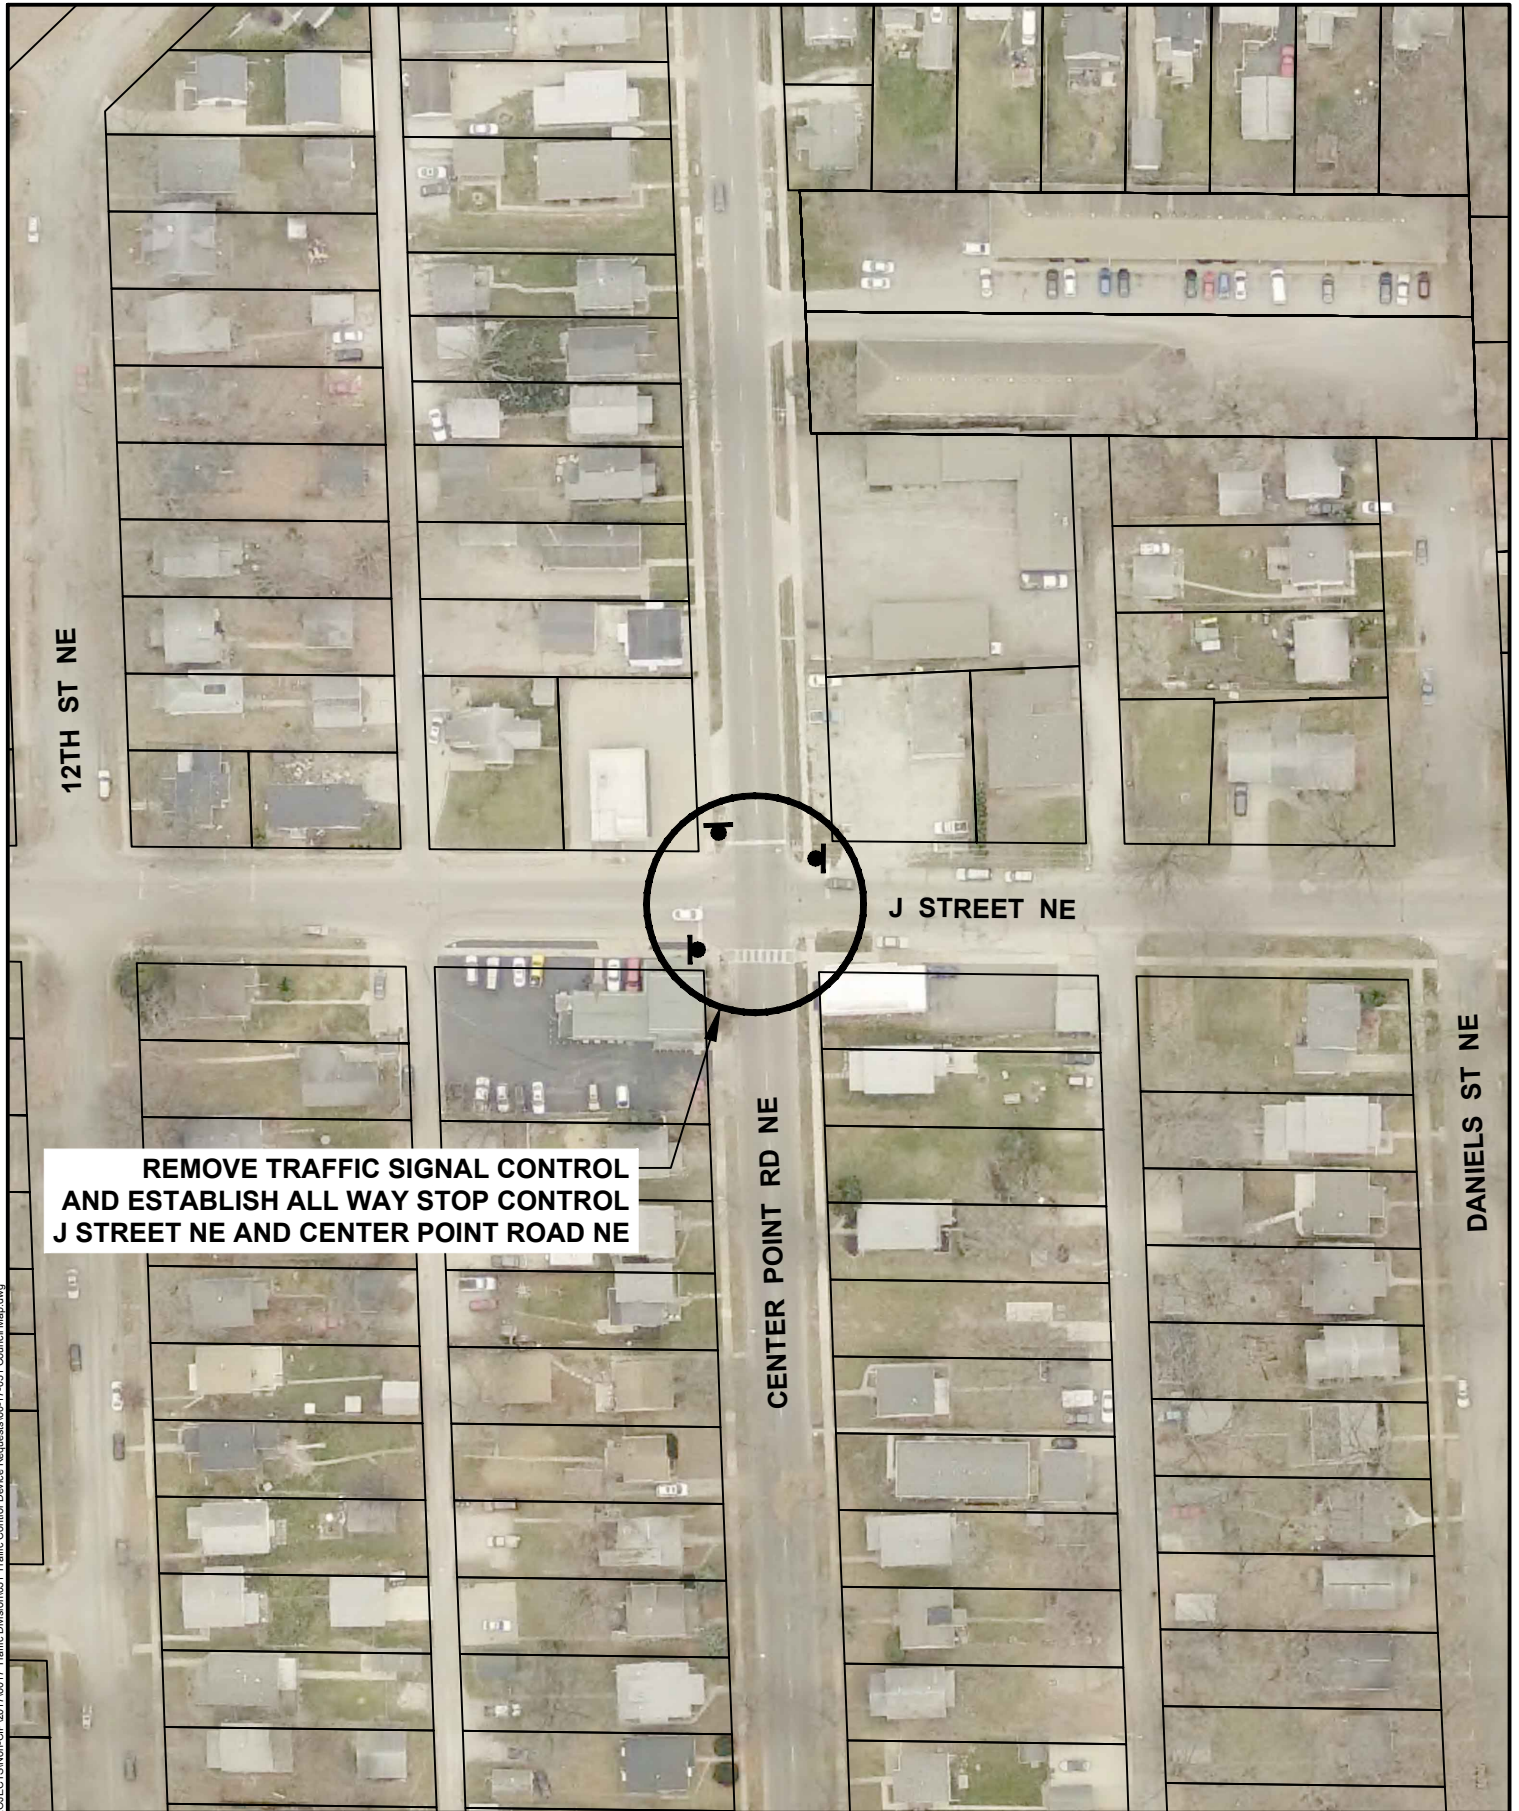 12TH ST NE
J STREET NE
REMOVE TRAFFIC SIGNAL CONTROL
AND ESTABLISH ALL WAY STOP CONTROL
J STREET NE AND CENTER POINT ROAD NE
CENTER POINT RD NE
DANIELS ST NE